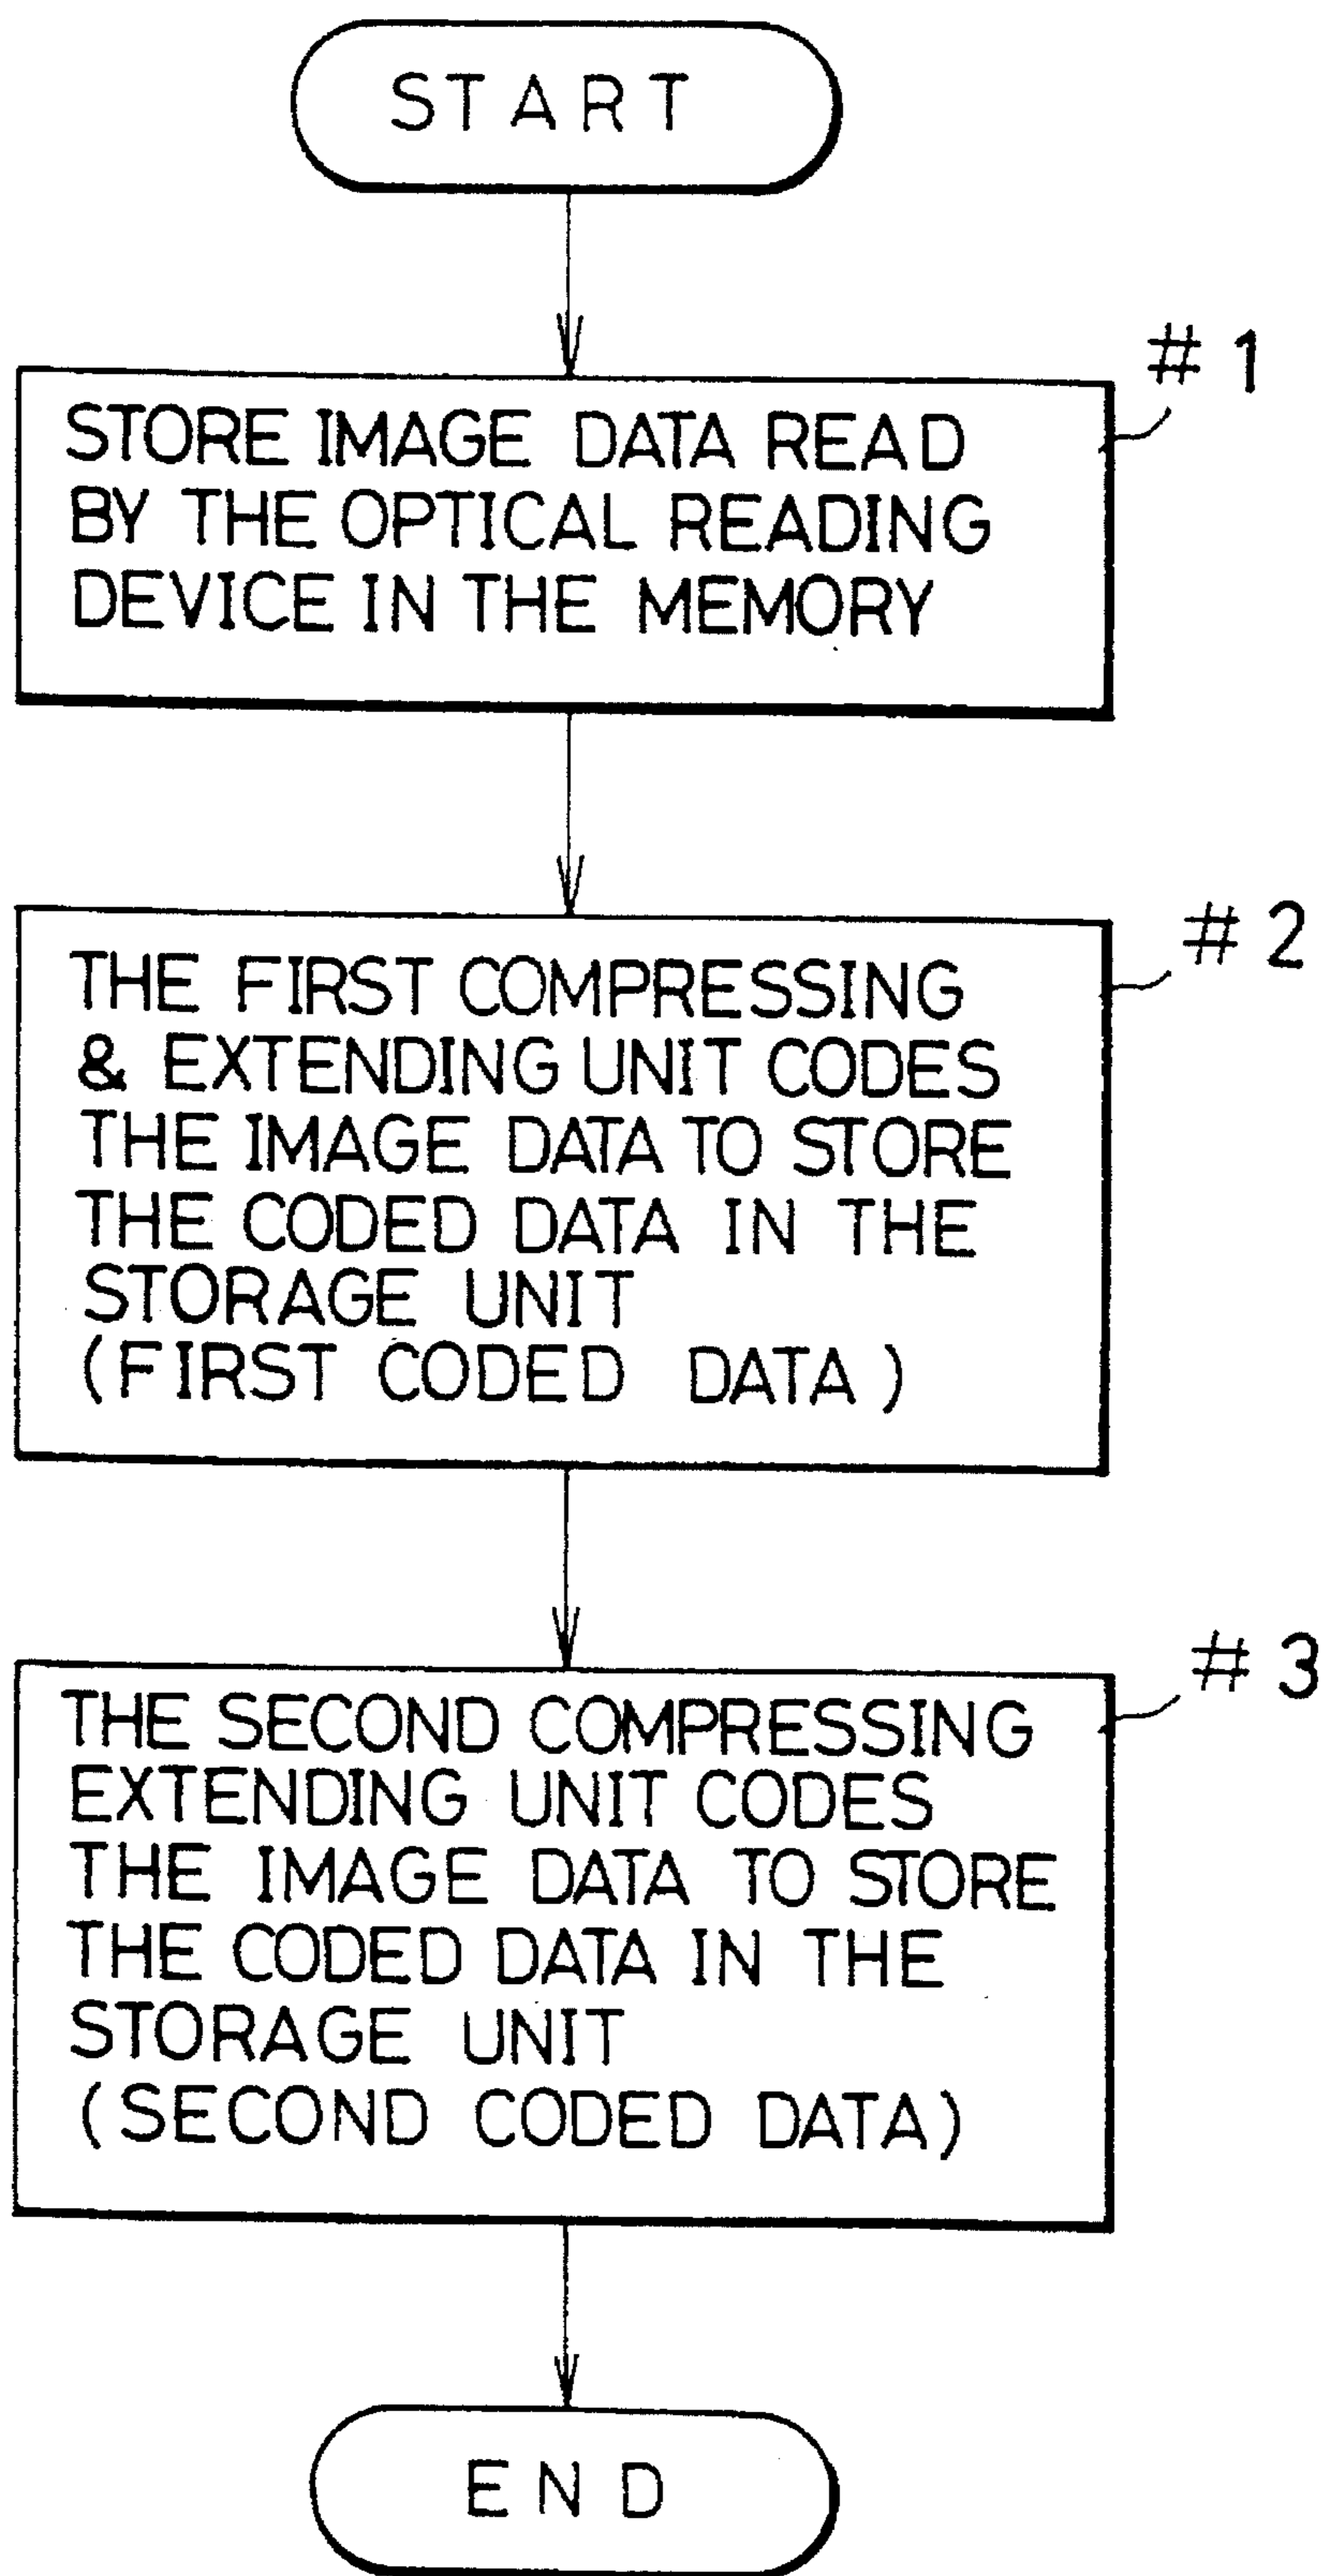 START
#1
STORE IMAGE DATA READ
BY THE OPTICAL READING
DEVICE IN THE MEMORY
#2
THE FIRST COMPRESSING
& EXTENDING UNIT CODES
THE IMAGE DATA TO STORE
THE CODED DATA IN THE
STORAGE UNIT
(FIRST CODED DATA)
#3
THE SECOND COMPRESSING
EXTENDING UNIT CODES
THE IMAGE DATA TO STORE
THE CODED DATA IN THE
STORAGE UNIT
(SECOND CODED DATA)
END